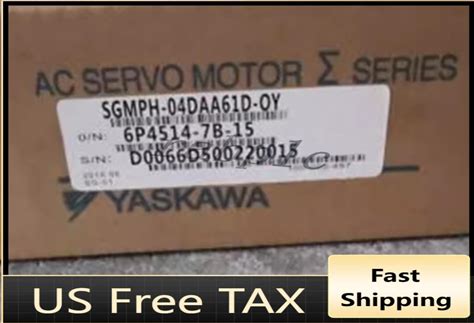 AC SERVO MOTOR Σ SERIES
SGMPH-04DAA61D-OY
O/N: 6P4514-7B-15
S/N: D0066D500220015
YASKAWA
US Free TAX
Fast
Shipping